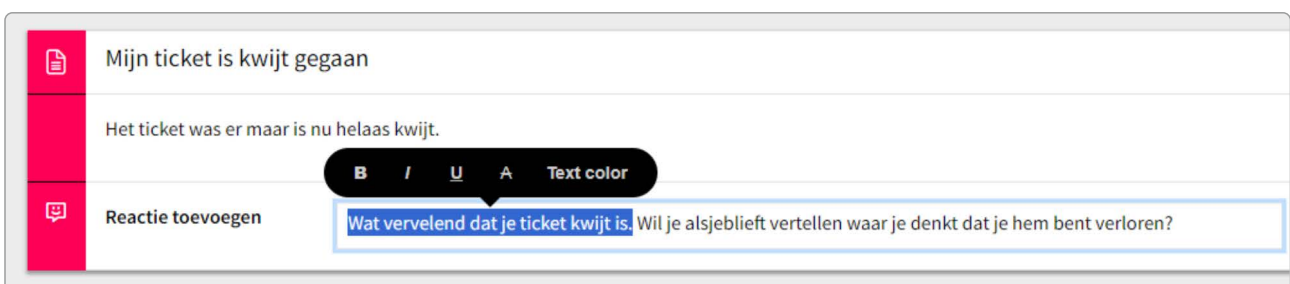 Mijn ticket is kwijt gegaan
Het ticket was er maar is nu helaas kwijt.
B I U A Text color
Reactie toevoegen
Wat vervelend dat je ticket kwijt is. Wil je alsjeblieft vertellen waar je denkt dat je hem bent verloren?